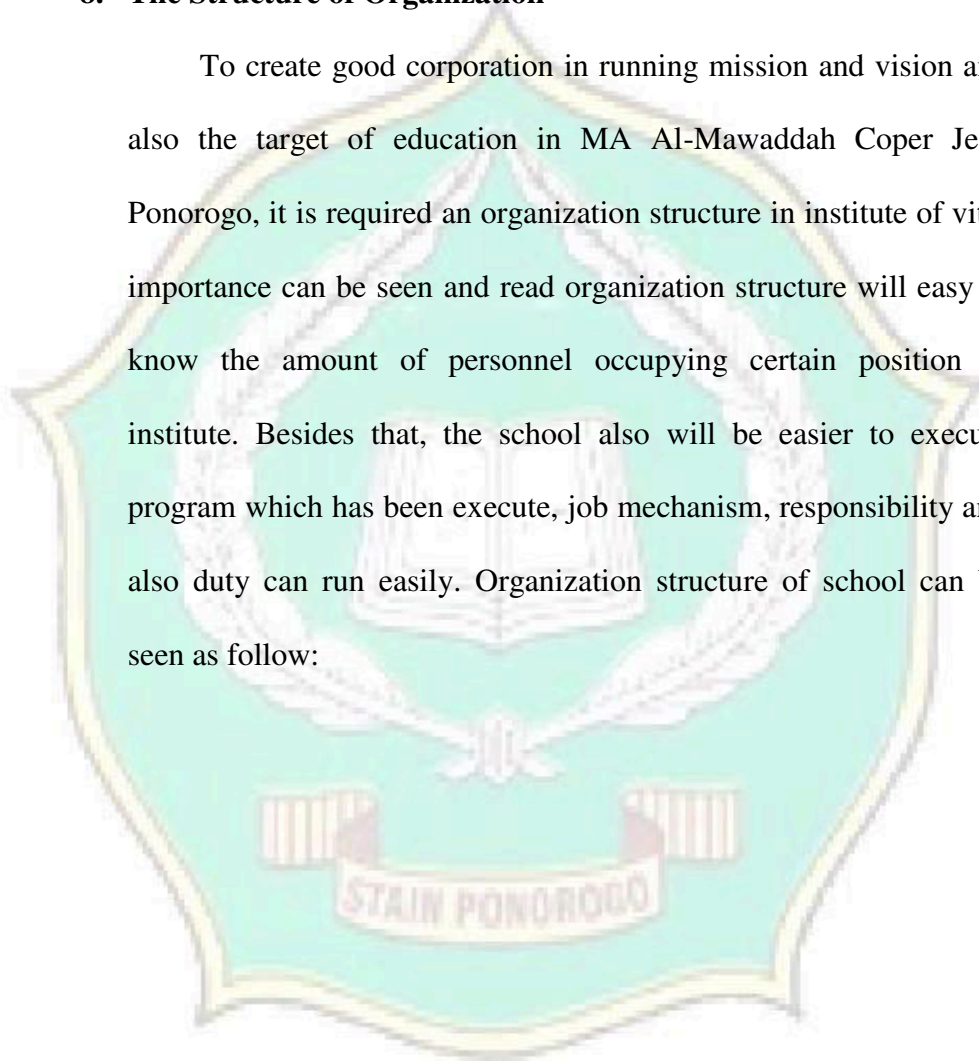 The Structure of Organization
To create good corporation in running mission and vision
also the target of education in MA Al-Mawaddah Coper
Ponorogo, it is required an organization structure in institute of
importance can be seen and read organization structure will easy
know the amount of personnel occupying certain position
institute. Besides that, the school also will be easier to
program which has been execute, job mechanism, responsibility
also duty can run easily. Organization structure of school can
seen as follow:
STAIN PONOROGO